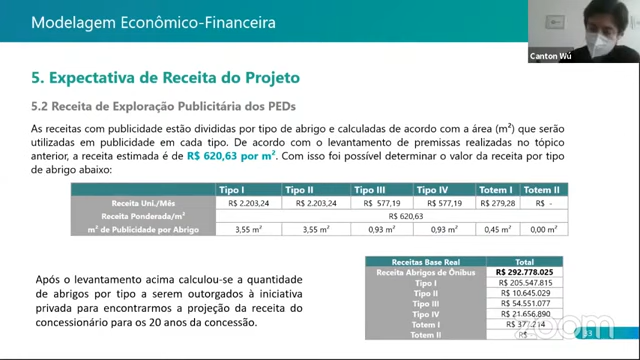 Modelagem Econômico-Financeira
Canton Wú
5. Expectativa de Receita do Projeto
5.2 Receita de Exploração Publicitária dos PEDs
As receitas com publicidade estão divididas por tipo de abrigo e calculadas de acordo com a área (m²) que serão
utilizadas em publicidade em cada tipo. De acordo com o levantamento de premissas realizadas no tópico
anterior, a receita estimada é de R$ 620,63 por m². Com isso foi possível determinar o valor da receita por tipo
de abrigo abaixo:
Tipo I Tipo II Tipo III Tipo IV Totem I Totem II
Receita Uni./Mês R$ 2.203,24 R$ 2.203,24 R$ 577,19 R$ 577,19 R$ 279,28 R$ -
Receita Ponderada/m² R$ 620,63
m² de Publicidade por Abrigo 3,55 m² 3,55 m² 0,93 m² 0,93 m² 0,45 m² 0,00 m²
Após o levantamento acima calculou-se a quantidade
de abrigos por tipo a serem outorgados à iniciativa
privada para encontrarmos a projeção da receita do
concessionário para os 20 anos da concessão.
Receitas Base Real Total
Receita Abrigos de Ônibus R$ 292.778.025
Tipo I R$ 205.547.815
Tipo II R$ 10.645.029
Tipo III R$ 54.551.077
Tipo IV R$ 21.656.890
Totem I R$
Totem II R$
zoom
33